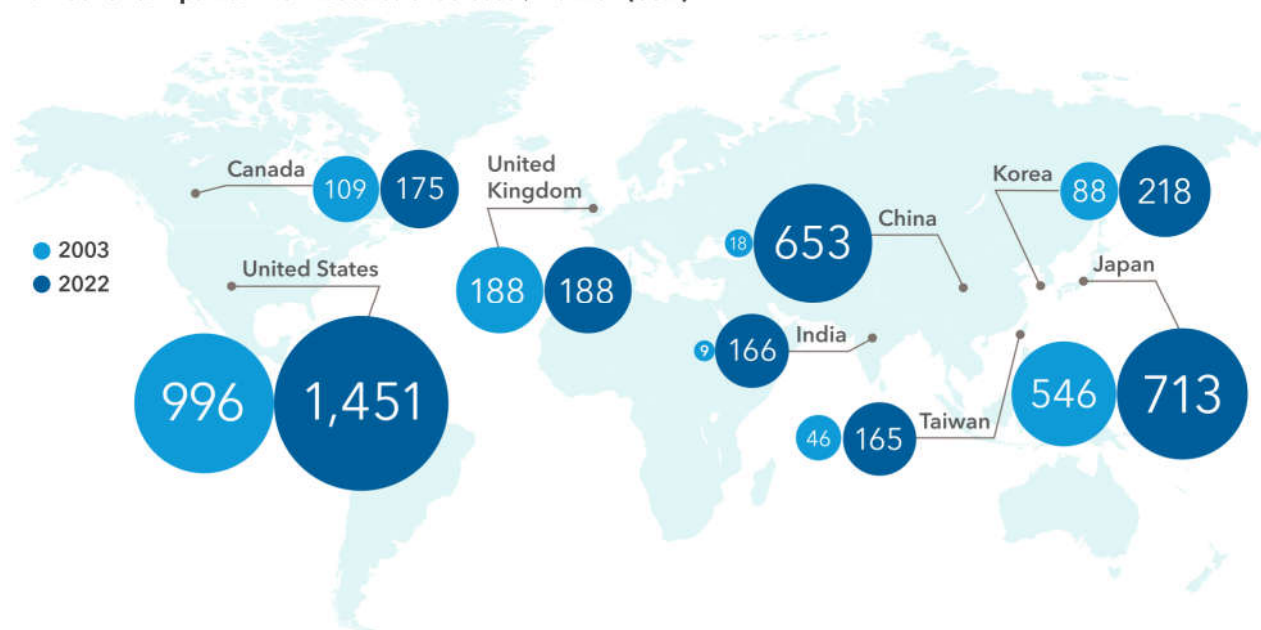 Canada
109
175
United
Kingdom
188
188
2003
2022
United States
996
1,451
China
18
653
Korea
88
218
Japan
546
713
India
9
166
Taiwan
46
165